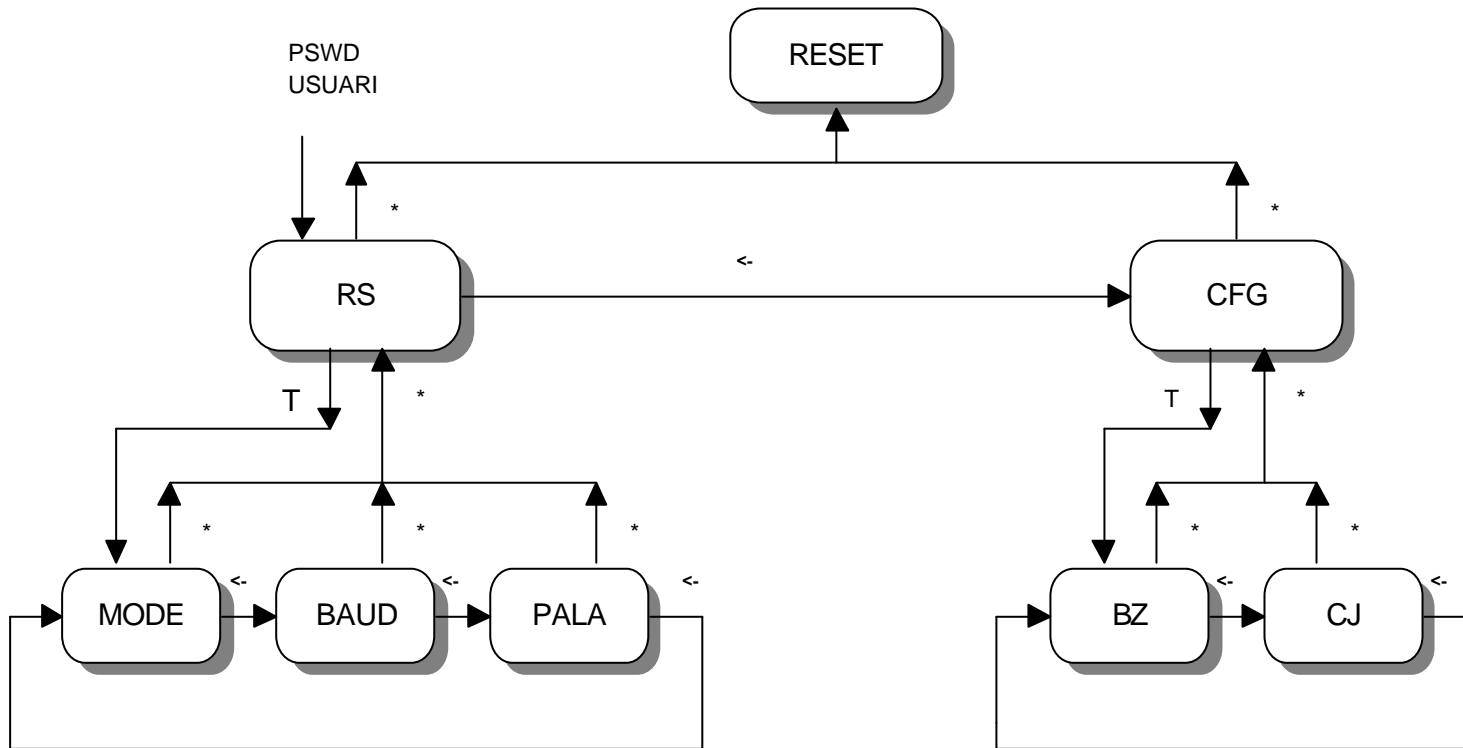 PSWD
USUARI
RESET
*
*
<-
RS
CFG
T
*
T
*
*
*
*
*
*
<-
<-
<-
<-
<-
MODE
BAUD
PALA
BZ
CJ